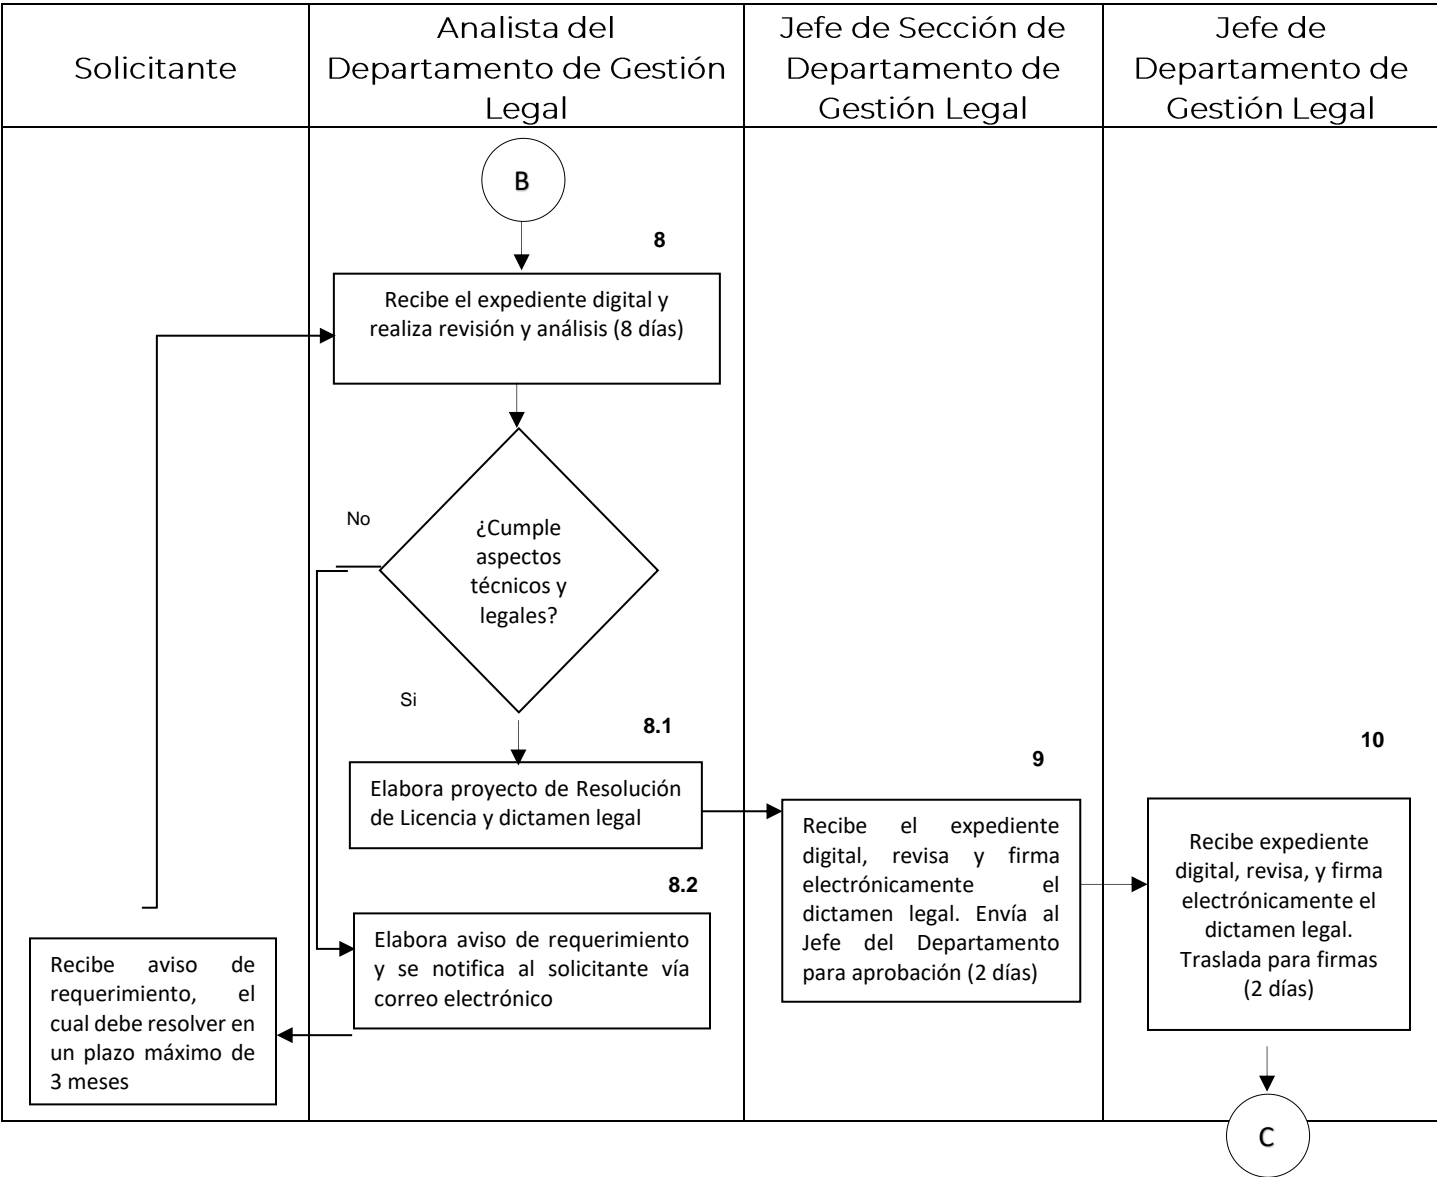 Solicitante
Analista del
Departamento de Gestión
Legal
Jefe de Sección de
Departamento de
Gestión Legal
Jefe de
Departamento de
Gestión Legal
B
8
Recibe el expediente digital y
realiza revisión y análisis (8 días)
No
¿Cumple
aspectos
técnicos y
legales?
Si
8.1
Elabora proyecto de Resolución
de Licencia y dictamen legal
8.2
Elabora aviso de requerimiento
y se notifica al solicitante vía
correo electrónico
Recibe aviso de
requerimiento, el
cual debe resolver en
un plazo máximo de
3 meses
9
Recibe el expediente
digital, revisa y firma
electrónicamente el
dictamen legal. Envía al
Jefe del Departamento
para aprobación (2 días)
10
Recibe expediente
digital, revisa, y firma
electrónicamente el
dictamen legal.
Traslada para firmas
(2 días)
C